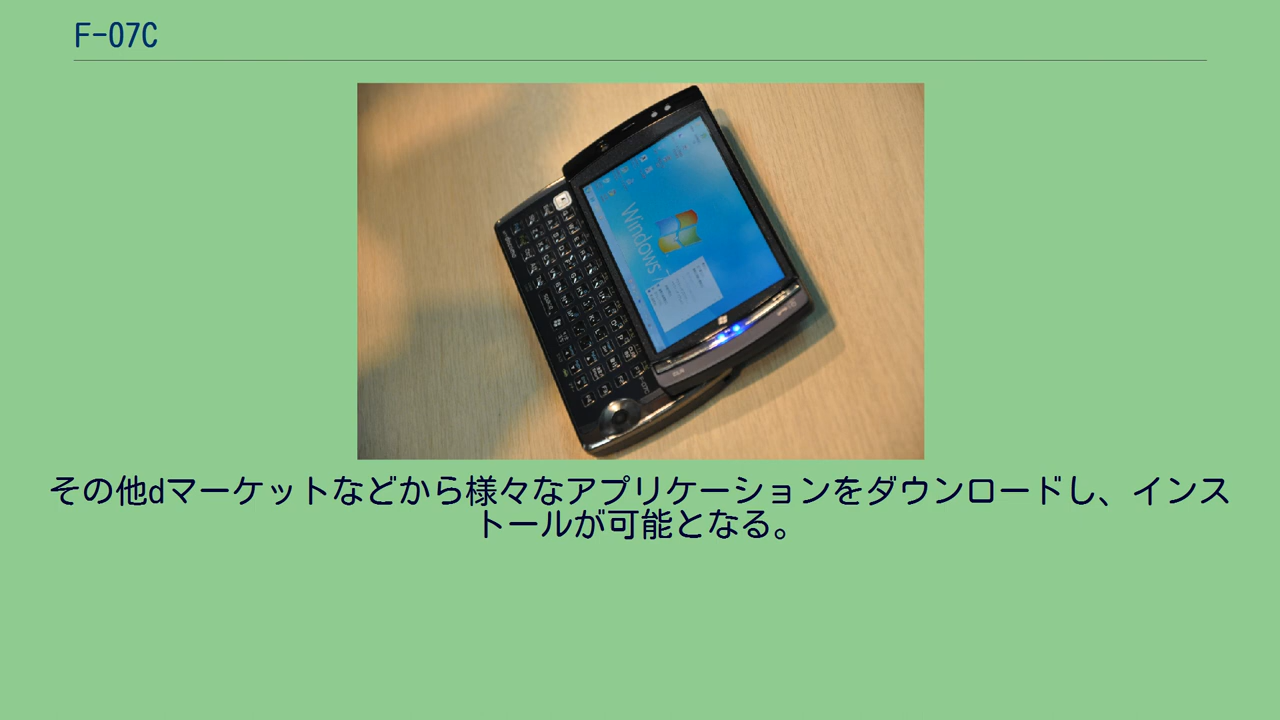 F-07C
Windows
その他dマーケットなどから様々なアプリケーションをダウンロードし、インス
トールが可能となる。